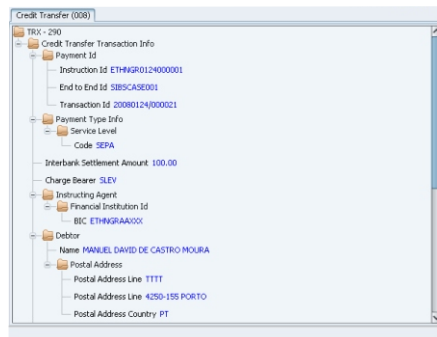 Credit Transfer (008)
TRX - 290
Credit Transfer Transaction Info
Payment Id
Instruction Id ETHNGR0124000001
End to End Id SIBSCASE001
Transaction Id 20080124/000021
Payment Type Info
Service Level
Code SEPA
Interbank Settlement Amount 100.00
Charge Bearer SLEV
Instructing Agent
Financial Institution Id
BIC ETHNGRAAXXX
Debtor
Name MANUEL DAVID DE CASTRO MOURA
Postal Address
Postal Address Line TTTT
Postal Address Line 4250-155 PORTO
Postal Address Country PT